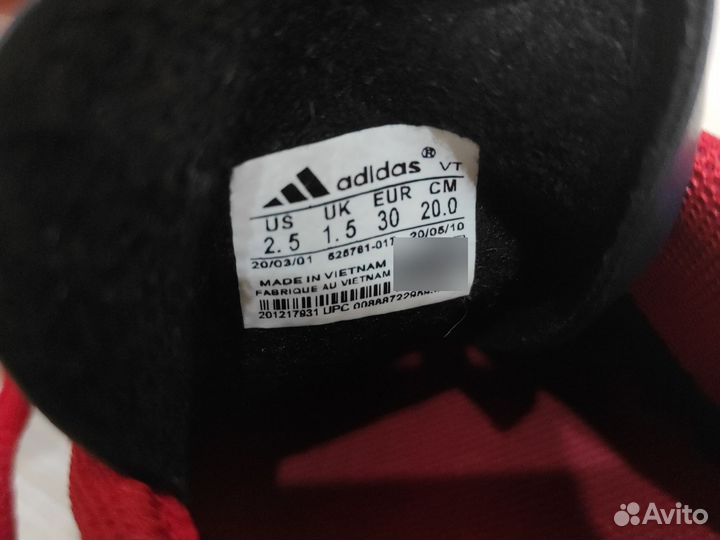 adidas® VT
US UK EUR CM
2.5 1.5 30 20.0
20/03/01 20/05/10
MADE IN VIETNAM
FABRIQUE AU VIETNAM
201217931 UPC
Avito